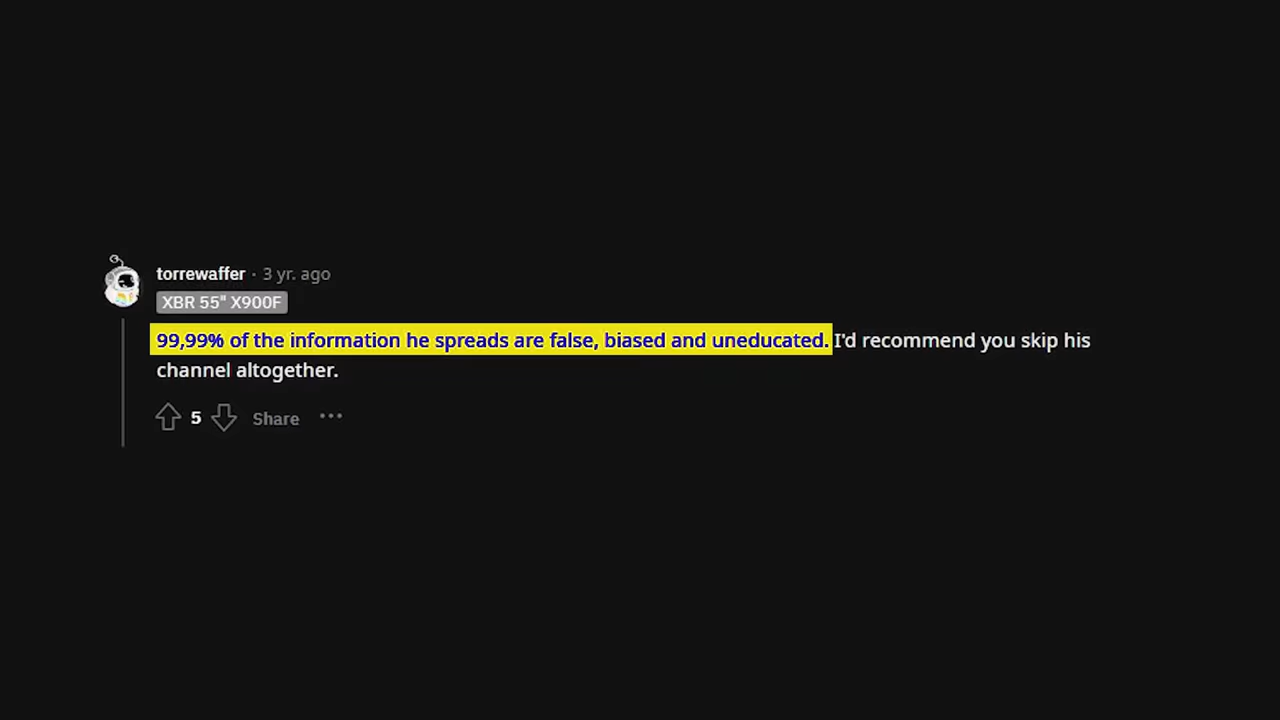 torrewaffer · 3 yr. ago
XBR 55" X900F
99,99% of the information he spreads are false, biased and uneducated. I'd recommend you skip his
channel altogether.
5 Share ···